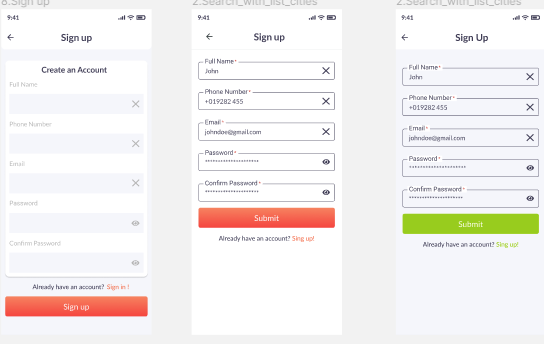 8.Sign up
9:41
Sign up
Create an Account
Full Name
Phone Number
Email
Password
Confirm Password
Already have an account? Sign in !
Sign up
2.Search_with_list_cities
9:41
Sign up
Full Name*
John
Phone Number*
+019282 455
Email*
johndoe@gmail.com
Password*
**********************
Confirm Password*
**********************
Submit
Already have an account? Sing up!
2.Search_with_list_cities
9:41
Sign Up
Full Name*
John
Phone Number*
+019282 455
Email*
johndoe@gmail.com
Password*
**********************
Confirm Password*
**********************
Submit
Already have an account? Sing up!